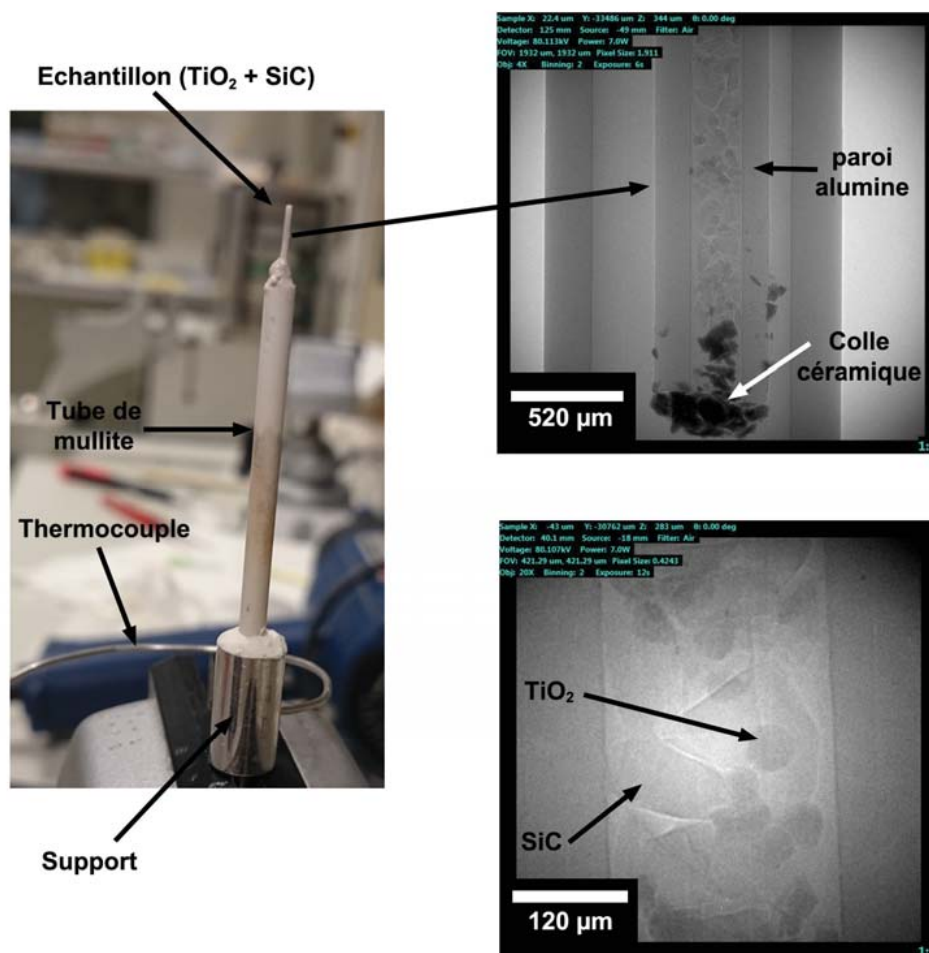 Echantillon (TiO₂ + SiC)
Tube de
mullite
Thermocouple
Support
Sample X: 22.4 um Y: -33486 um Z: 344 um θ: 0.00 deg
Detector: 125 mm Source: -49 mm Filter: Air
Voltage: 80.113kV Power: 7.0W
FOV: 1932 um, 1932 um Pixel Size: 1.911
Obj: 4X Binning: 2 Exposure: 6s
paroi
alumine
Colle
céramique
520 µm
1s
Sample X: -43 um Y: -30762 um Z: 283 um θ: 0.00 deg
Detector: 40.1 mm Source: -18 mm Filter: Air
Voltage: 80.107kV Power: 7.0W
FOV: 421.29 um, 421.29 um Pixel Size: 0.4243
Obj: 20X Binning: 2 Exposure: 12s
TiO₂
SiC
120 µm
1s